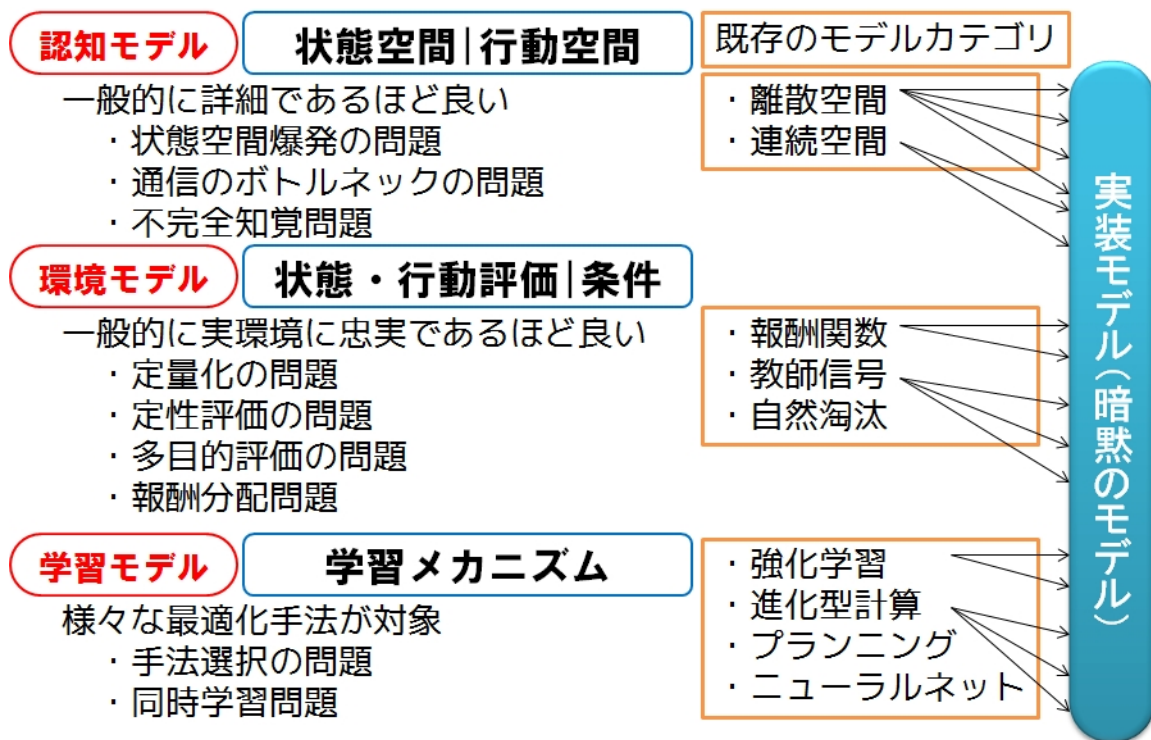 認知モデル
状態空間|行動空間
既存のモデルカテゴリ
一般的に詳細であるほど良い
・状態空間爆発の問題
・通信のボトルネックの問題
・不完全知覚問題
・離散空間
・連続空間
環境モデル
状態・行動評価|条件
一般的に実環境に忠実であるほど良い
・定量化の問題
・定性評価の問題
・多目的評価の問題
・報酬分配問題
・報酬関数
・教師信号
・自然淘汰
学習モデル
学習メカニズム
様々な最適化手法が対象
・手法選択の問題
・同時学習問題
・強化学習
・進化型計算
・プランニング
・ニューラルネット
実装モデル(暗黙のモデル)